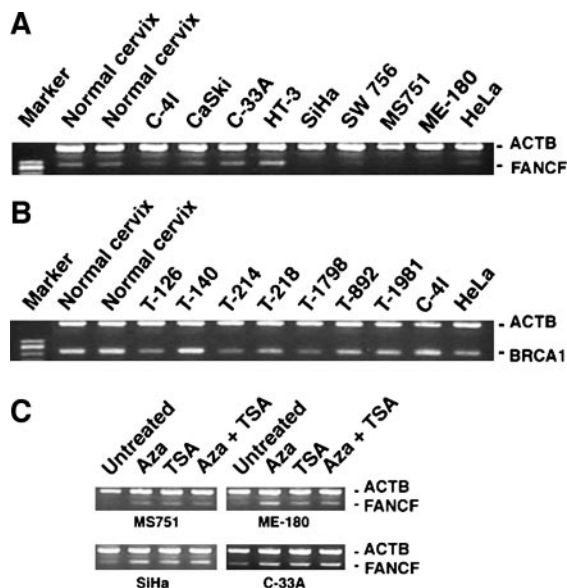 A
Marker
Normal cervix
Normal cervix
C-4I
CaSki
C-33A
HT-3
SiHa
SW 756
MS751
ME-180
HeLa
- ACTB
- FANCF
B
Marker
Normal cervix
Normal cervix
T-126
T-140
T-214
T-218
T-1798
T-892
T-1981
C-4I
HeLa
- ACTB
- BRCA1
C
Untreated
Aza
TSA
Aza + TSA
Untreated
Aza
TSA
Aza + TSA
- ACTB
- FANCF
MS751
ME-180
- ACTB
- FANCF
SiHa
C-33A